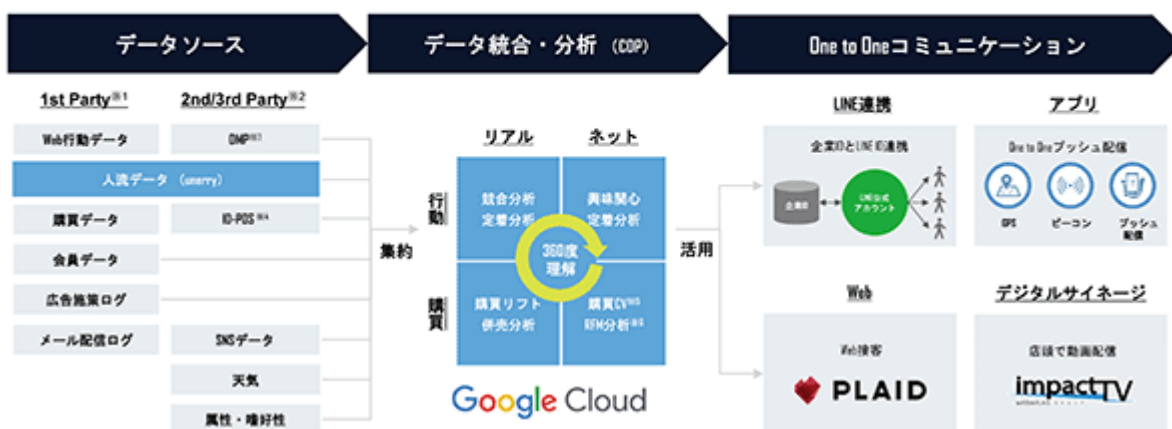 データソース
データ統合・分析 (CDP)
One to Oneコミュニケーション
1st Party※1
2nd/3rd Party※2
Web行動データ
DMP※3
人流データ (unerry)
購買データ
ID-POS※4
会員データ
広告施策ログ
メール配信ログ
SNSデータ
天気
属性・嗜好性
集約
リアル
ネット
行動
購買
競合分析
定着分析
興味関心
定着分析
360度
理解
購買リフト
併売分析
購買CV※5
RFM分析※6
Google Cloud
活用
LINE連携
企業IDとLINE ID連携
企業ID
LINE公式
アカウント
アプリ
One to Oneプッシュ配信
GPS
ビーコン
プッシュ
配信
Web
Web接客
PLAID
デジタルサイネージ
店頭で動画配信
impactTV